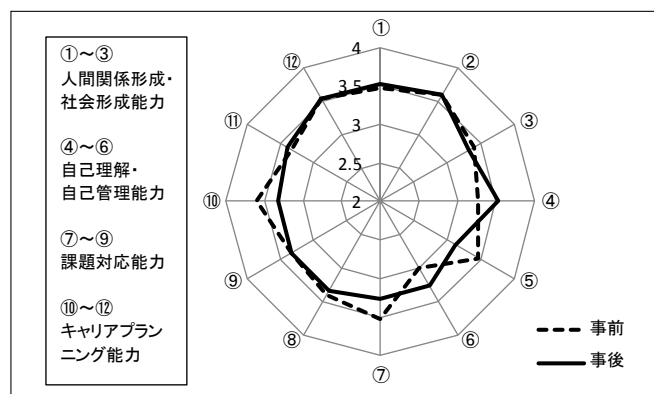 ①～③
人間関係形成・
社会形成能力
④～⑥
自己理解・
自己管理能力
⑦～⑨
課題対応能力
⑩～⑫
キャリアプラン
ニング能力
①
②
③
④
⑤
⑥
⑦
⑧
⑨
⑩
⑪
⑫
4
3.5
3
2.5
2
事前
事後